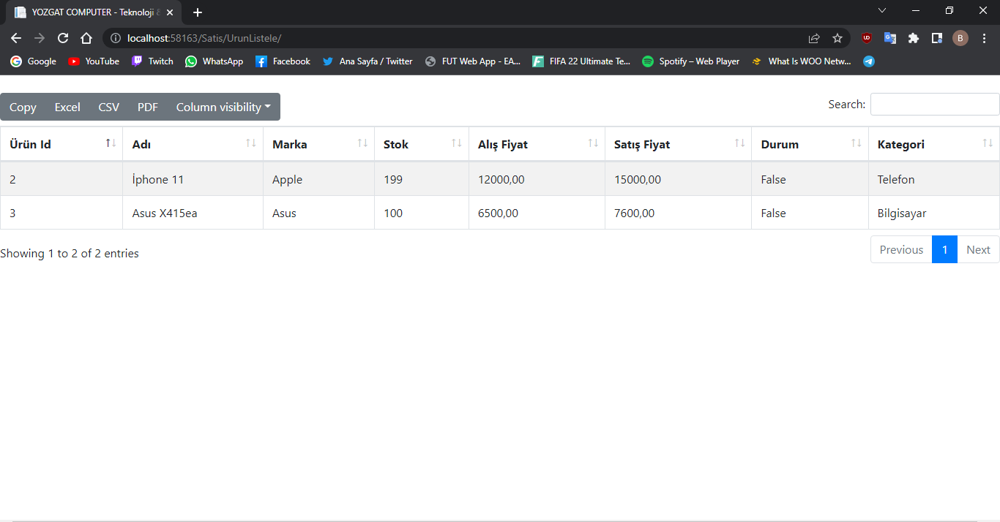 YOZGAT COMPUTER - Teknoloji &
localhost:58163/Satis/UrunListele/
UD
B
Google YouTube Twitch WhatsApp Facebook Ana Sayfa / Twitter FUT Web App - EA... FIFA 22 Ultimate Te... Spotify – Web Player What Is WOO Netw...
Copy Excel CSV PDF Column visibility Search:
Ürün Id Adı Marka Stok Alış Fiyat Satış Fiyat Durum Kategori
2 İphone 11 Apple 199 12000,00 15000,00 False Telefon
3 Asus X415ea Asus 100 6500,00 7600,00 False Bilgisayar
Showing 1 to 2 of 2 entries Previous 1 Next